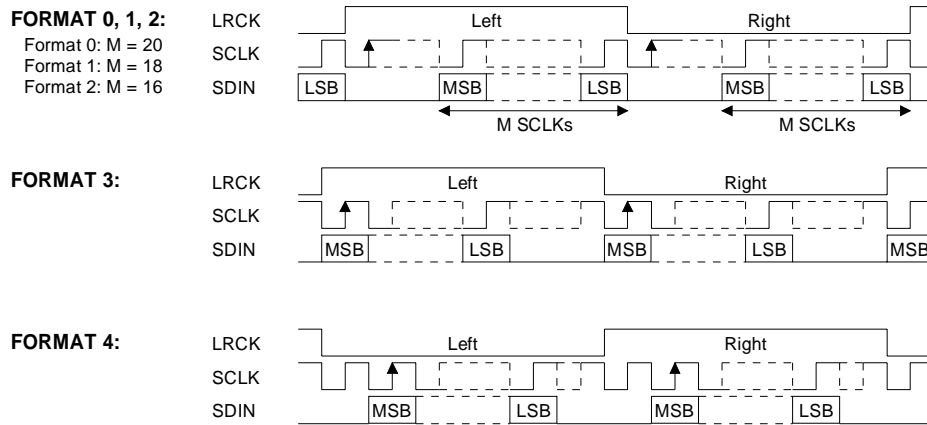 FORMAT 0, 1, 2:
Format 0: M = 20
Format 1: M = 18
Format 2: M = 16
LRCK
Left
Right
SCLK
SDIN
LSB
MSB
LSB
MSB
LSB
M SCLKs
M SCLKs
FORMAT 3:
LRCK
Left
Right
SCLK
SDIN
MSB
LSB
MSB
LSB
MSB
FORMAT 4:
LRCK
Left
Right
SCLK
SDIN
MSB
LSB
MSB
LSB